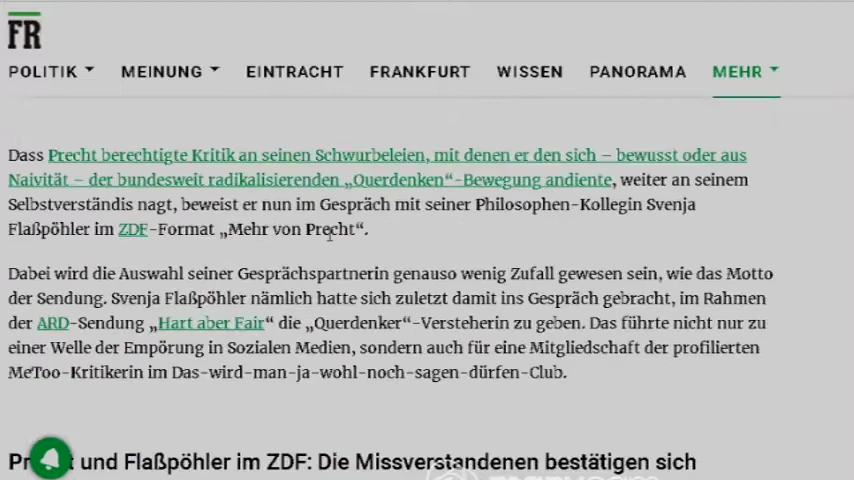 FR
POLITIK MEINUNG EINTRACHT FRANKFURT WISSEN PANORAMA MEHR
Dass Precht berechtigte Kritik an seinen Schwurbeleien, mit denen er den sich – bewusst oder aus
Naivität – der bundesweit radikalisierenden „Querdenken“-Bewegung andiente, weiter an seinem
Selbstverständis nagt, beweist er nun im Gespräch mit seiner Philosophen-Kollegin Svenja
Flaßpöhler im ZDF-Format „Mehr von Precht“.
Dabei wird die Auswahl seiner Gesprächspartnerin genauso wenig Zufall gewesen sein, wie das Motto
der Sendung. Svenja Flaßpöhler nämlich hatte sich zuletzt damit ins Gespräch gebracht, im Rahmen
der ARD-Sendung „Hart aber Fair“ die „Querdenker“-Versteherin zu geben. Das führte nicht nur zu
einer Welle der Empörung in Sozialen Medien, sondern auch für eine Mitgliedschaft der profilierten
MeToo-Kritikerin im Das-wird-man-ja-wohl-noch-sagen-dürfen-Club.
und Flaßpöhler im ZDF: Die Missverstandenen bestätigen sich